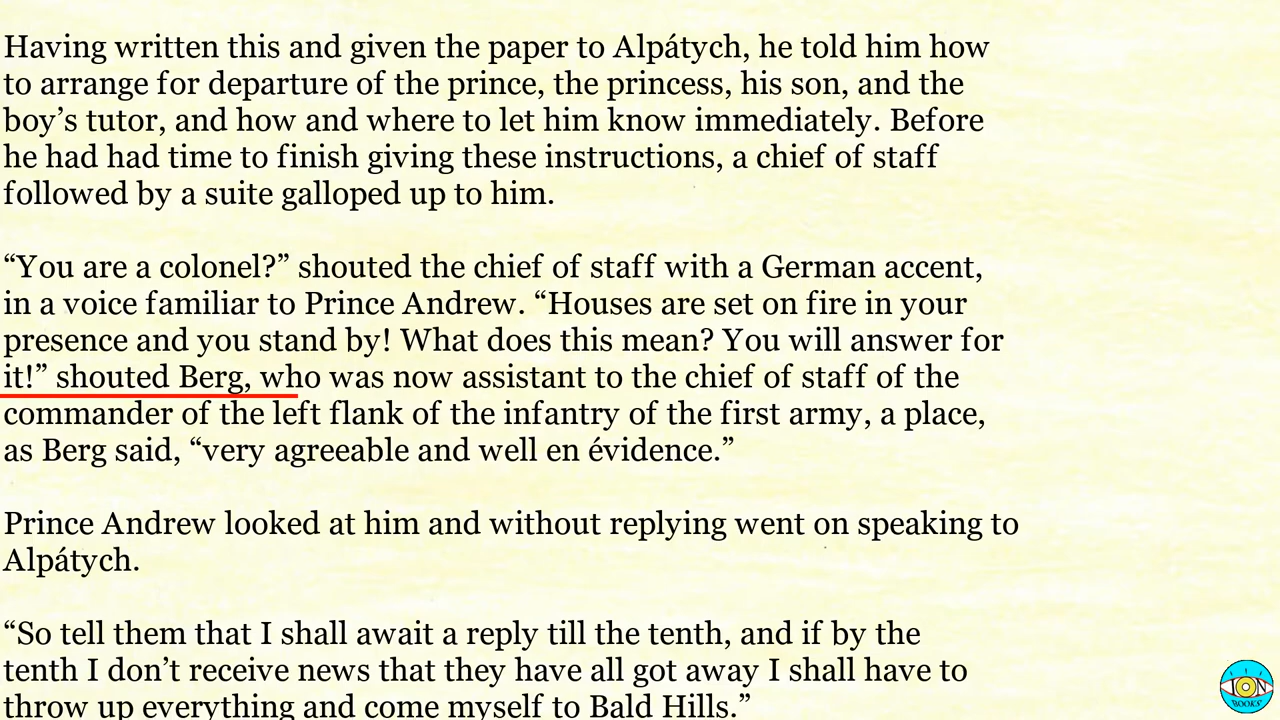 Having written this and given the paper to Alpátych, he told him how
to arrange for departure of the prince, the princess, his son, and the
boy’s tutor, and how and where to let him know immediately. Before
he had had time to finish giving these instructions, a chief of staff
followed by a suite galloped up to him.
“You are a colonel?” shouted the chief of staff with a German accent,
in a voice familiar to Prince Andrew. “Houses are set on fire in your
presence and you stand by! What does this mean? You will answer for
it!” shouted Berg, who was now assistant to the chief of staff of the
commander of the left flank of the infantry of the first army, a place,
as Berg said, “very agreeable and well en évidence.”
Prince Andrew looked at him and without replying went on speaking to
Alpátych.
“So tell them that I shall await a reply till the tenth, and if by the
tenth I don’t receive news that they have all got away I shall have to
throw up everything and come myself to Bald Hills.”
ION
BOOKS